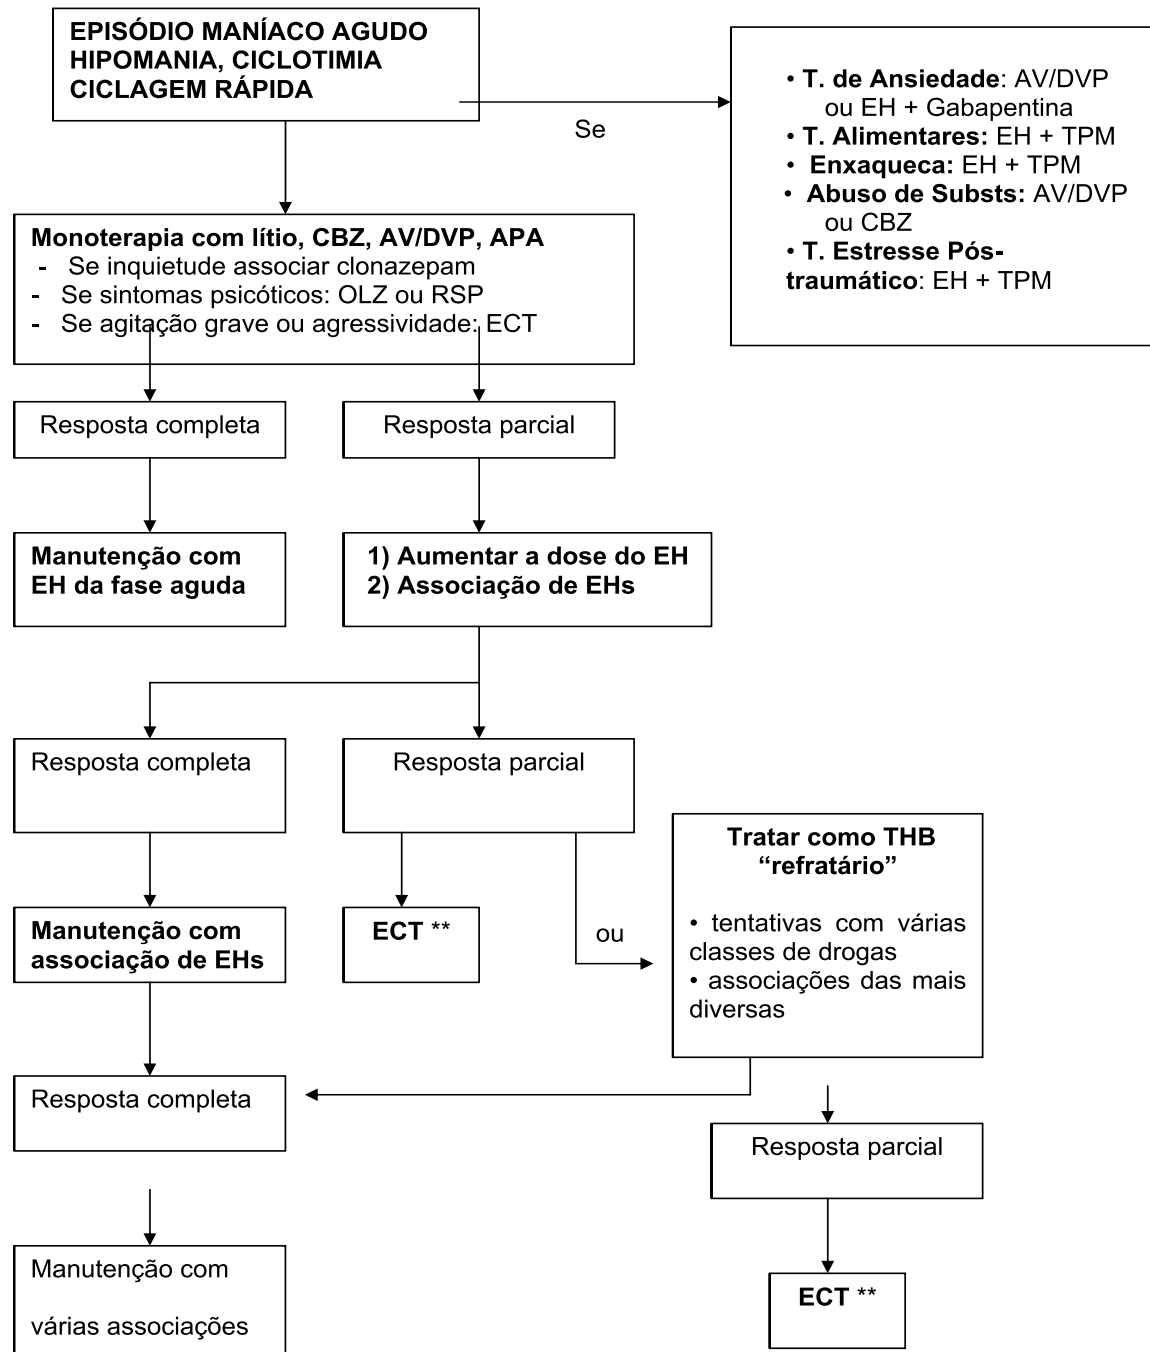 EPISÓDIO MANÍACO AGUDO
HIPOMANIA, CICLOTIMIA
CICLAGEM RÁPIDA
Se
• T. de Ansiedade: AV/DVP
ou EH + Gabapentina
• T. Alimentares: EH + TPM
• Enxaqueca: EH + TPM
• Abuso de Substs: AV/DVP
ou CBZ
• T. Estresse Pós-
traumático: EH + TPM
Monoterapia com lítio, CBZ, AV/DVP, APA
- Se inquietude associar clonazepam
- Se sintomas psicóticos: OLZ ou RSP
- Se agitação grave ou agressividade: ECT
Resposta completa
Resposta parcial
Manutenção com
EH da fase aguda
1) Aumentar a dose do EH
2) Associação de EHs
Resposta completa
Resposta parcial
Tratar como THB
“refratário”
• tentativas com várias
classes de drogas
• associações das mais
diversas
Manutenção com
associação de EHs
ECT **
ou
Resposta completa
Resposta parcial
Manutenção com
várias associações
ECT **